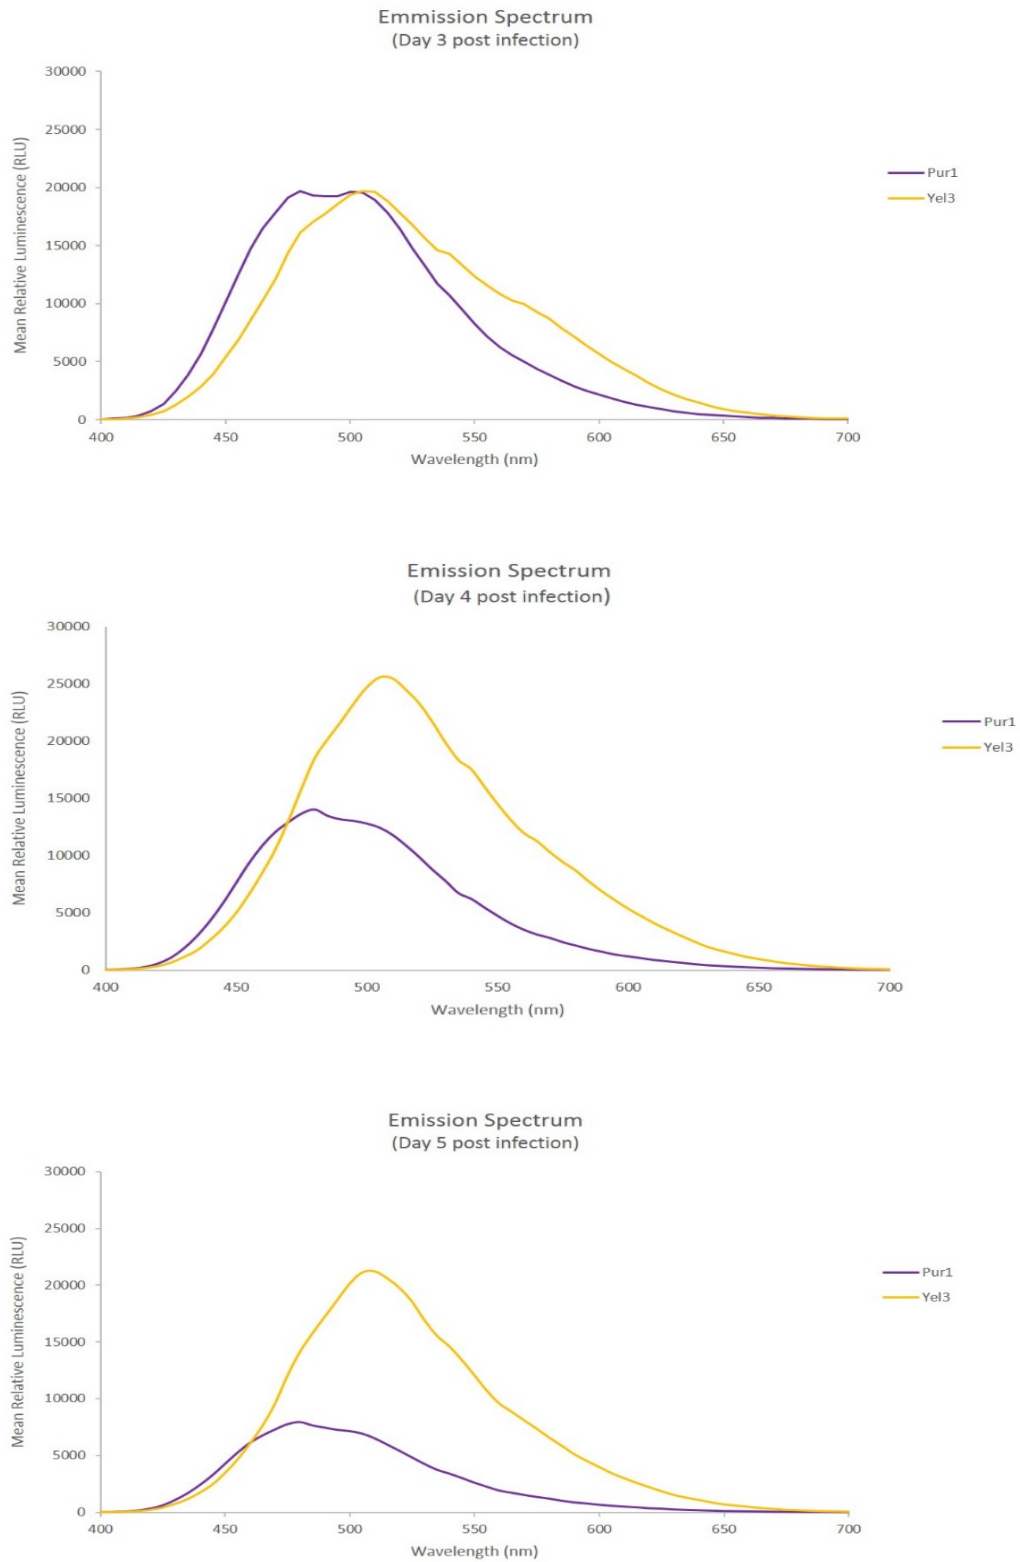 Emmission Spectrum
(Day 3 post infection)
Mean Relative Luminescence (RLU)
30000
25000
20000
15000
10000
5000
0
400 450 500 550 600 650 700
Wavelength (nm)
Pur1
Yel3
Emission Spectrum
(Day 4 post infection)
Mean Relative Luminescence (RLU)
30000
25000
20000
15000
10000
5000
0
400 450 500 550 600 650 700
Wavelength (nm)
Pur1
Yel3
Emission Spectrum
(Day 5 post infection)
Mean Relative Luminescence (RLU)
30000
25000
20000
15000
10000
5000
0
400 450 500 550 600 650 700
Wavelength (nm)
Pur1
Yel3